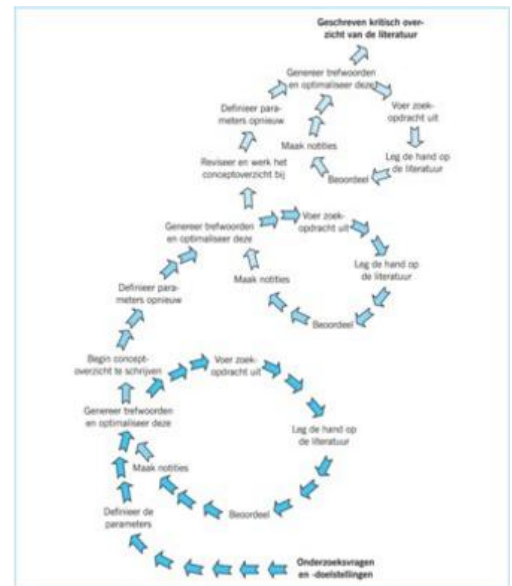 Geschreven kritisch over-
zicht van de literatuur
Genereer trefwoorden
en optimaliseer deze
Voer zoek-
opdracht uit
Leg de hand op
de literatuur
Beoordeel
Maak notities
Definieer para-
meters opnieuw
Reviseer en werk het
conceptoverzicht bij
Genereer trefwoorden
en optimaliseer deze
Voer zoek-
opdracht uit
Leg de hand op
de literatuur
Beoordeel
Maak notities
Definieer para-
meters opnieuw
Begin concept-
overzicht te schrijven
Genereer trefwoorden
en optimaliseer deze
Voer zoek-
opdracht uit
Leg de hand op
de literatuur
Beoordeel
Maak notities
Definieer de
parameters
Onderzoeksvragen
en -doelstellingen